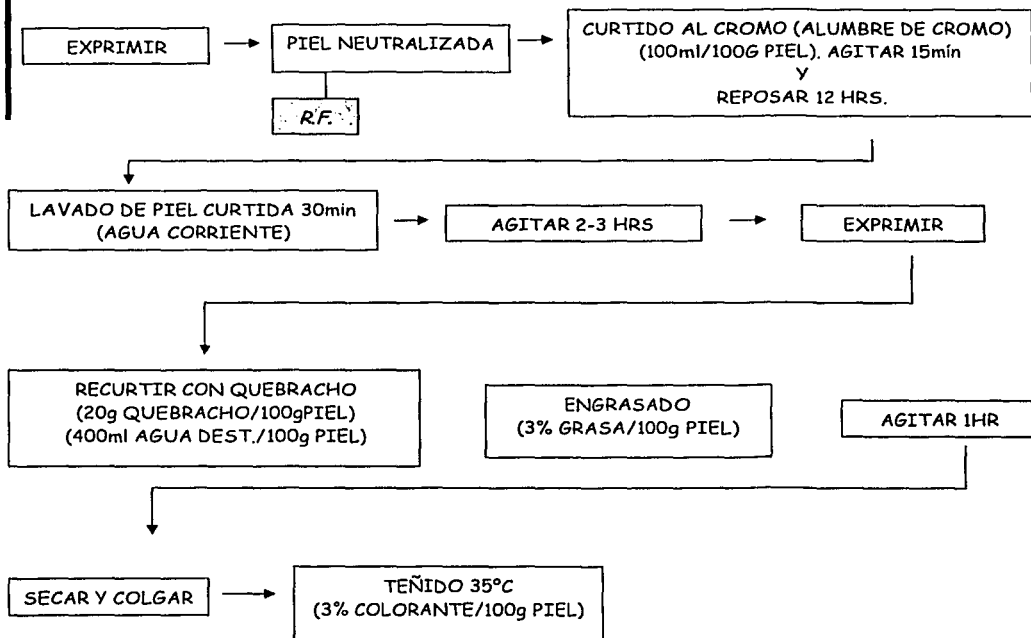 EXPRIMIR
PIEL NEUTRALIZADA
R.F.
CURTIDO AL CROMO (ALUMBRE DE CROMO)
(100ml/100G PIEL). AGITAR 15min
Y
REPOSAR 12 HRS.
LAVADO DE PIEL CURTIDA 30min
(AGUA CORRIENTE)
AGITAR 2-3 HRS
EXPRIMIR
RECURTIR CON QUEBRACHO
(20g QUEBRACHO/100gPIEL)
(400ml AGUA DEST./100g PIEL)
ENGRASADO
(3% GRASA/100g PIEL)
AGITAR 1HR
SECAR Y COLGAR
TEÑIDO 35ºC
(3% COLORANTE/100g PIEL)